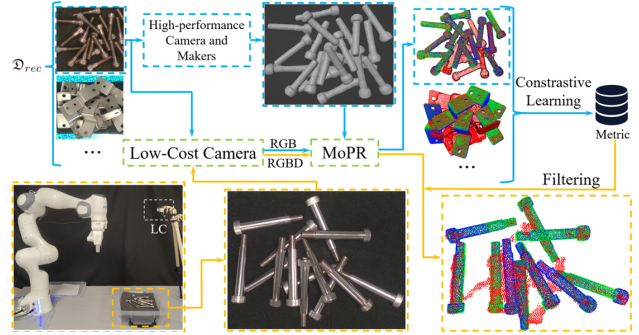 𝔇rec
High-performance
Camera and
Makers
Constrastive
Learning
Metric
...
Low-Cost Camera
RGB
RGBD
MoPR
...
Filtering
LC